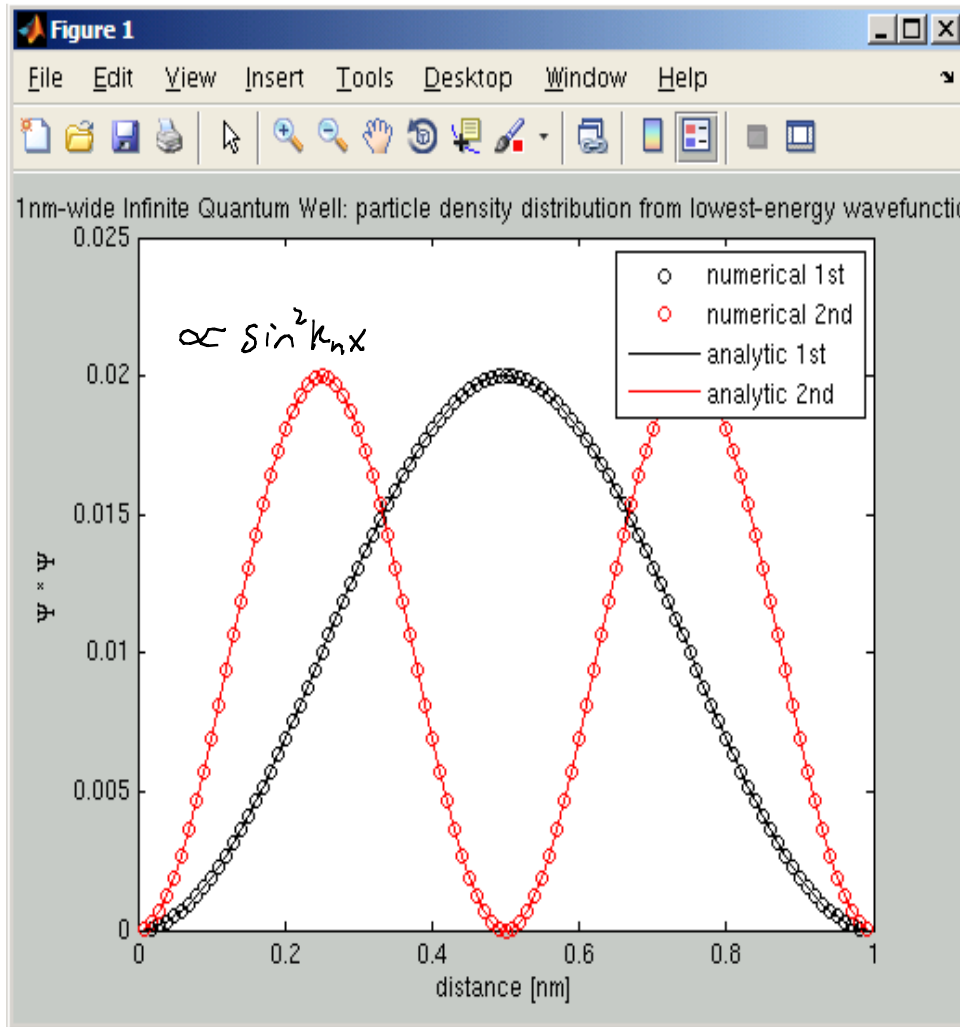 Figure 1
File Edit View Insert Tools Desktop Window Help
1nm-wide Infinite Quantum Well: particle density distribution from lowest-energy wavefunctio
0.025
0.02
0.015
0.01
0.005
0
Ψ * Ψ
∝ sin²kₙx
numerical 1st
numerical 2nd
analytic 1st
analytic 2nd
0 0.2 0.4 0.6 0.8 1
distance [nm]